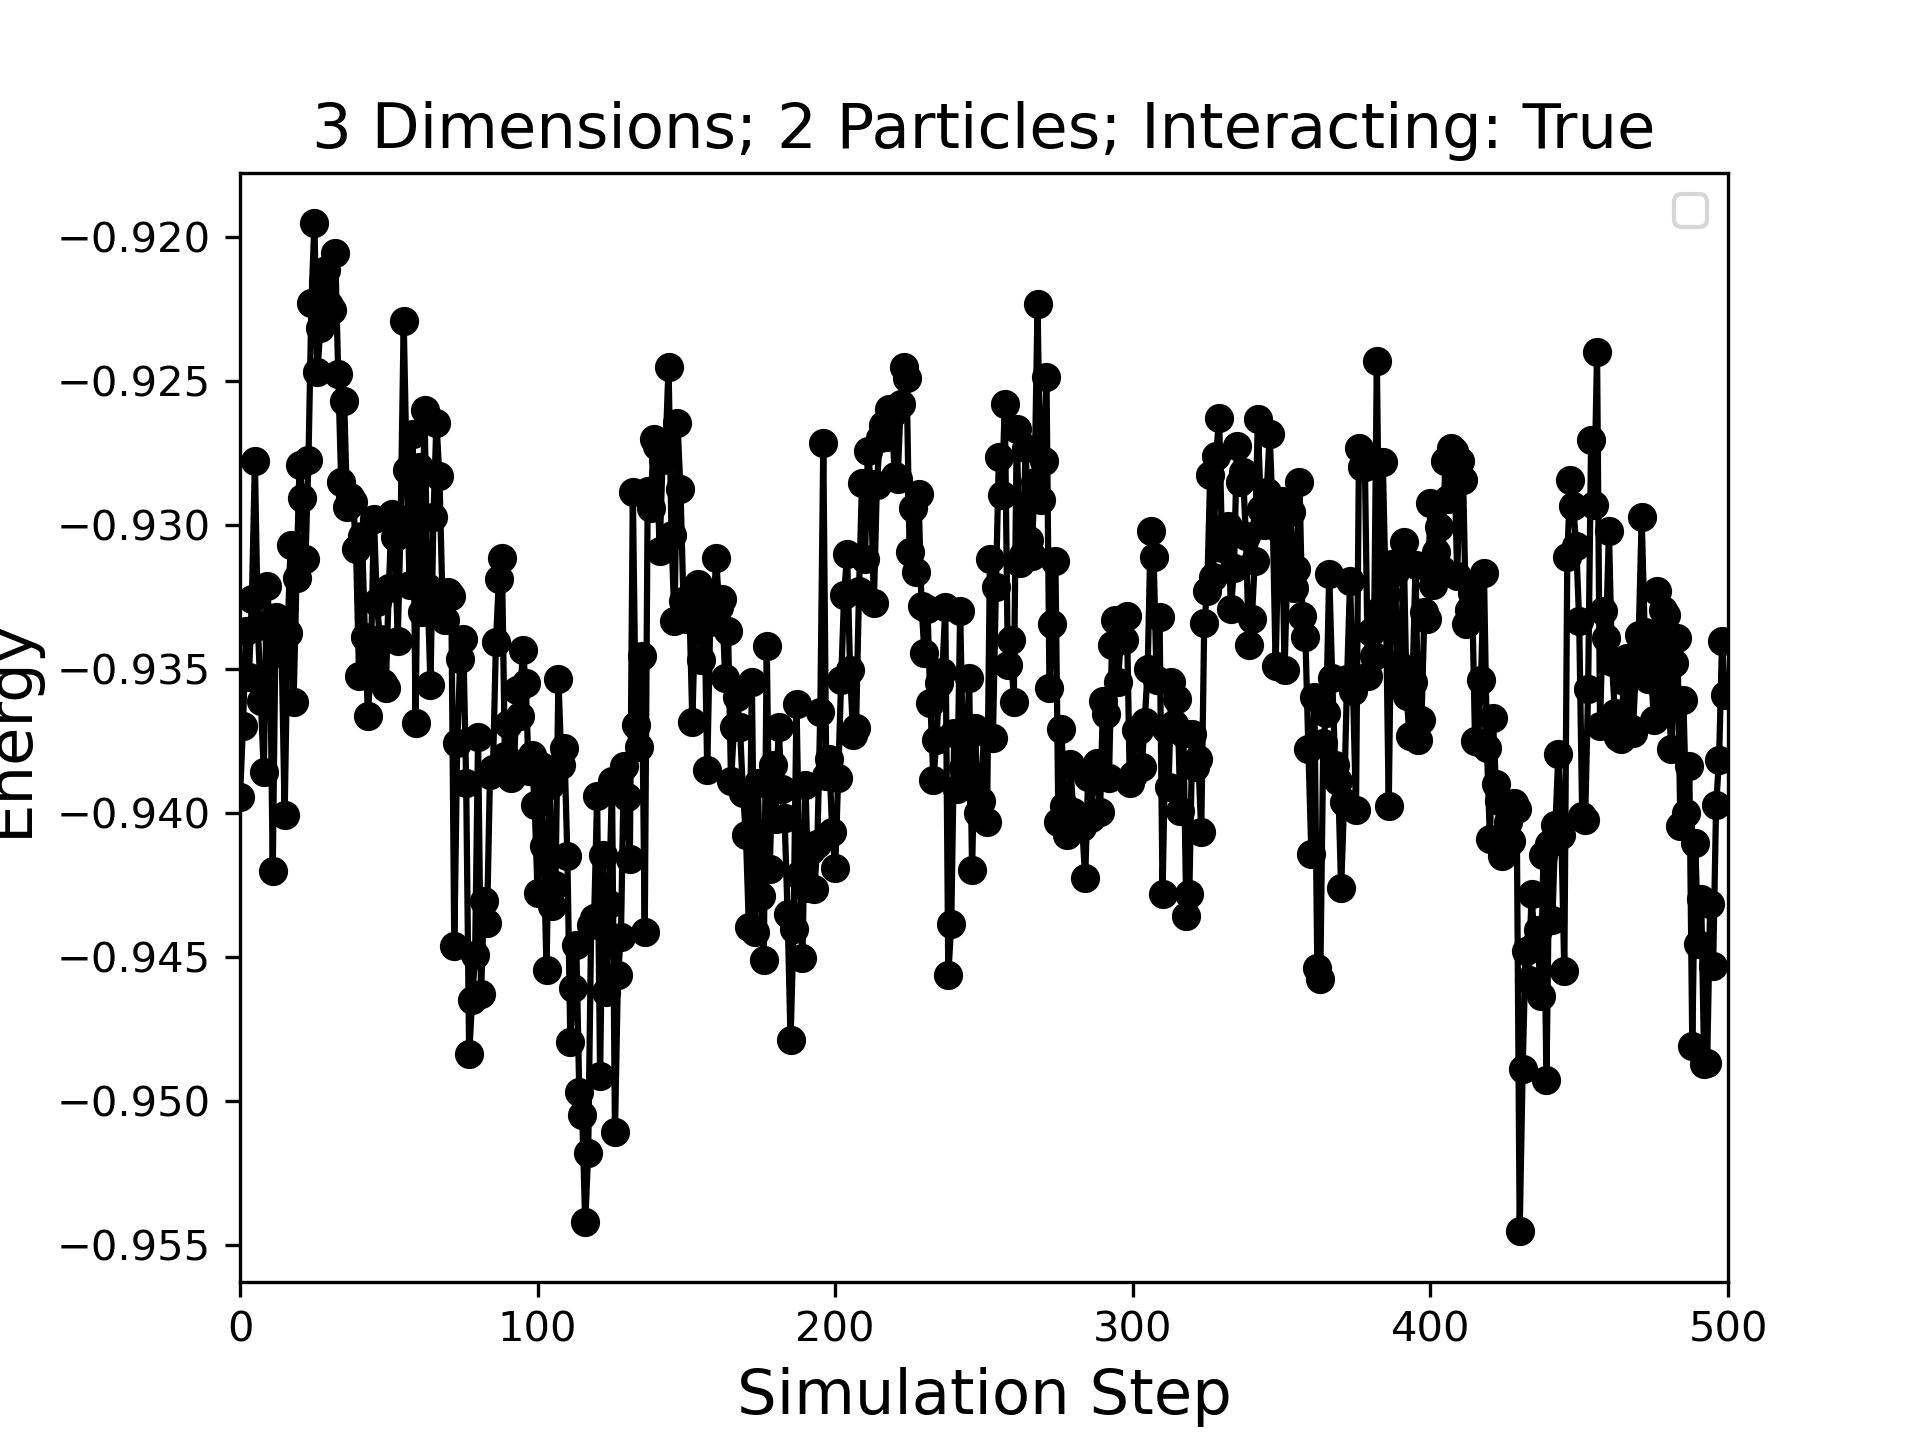 3 Dimensions; 2 Particles; Interacting: True
−0.920
−0.925
−0.930
−0.935
−0.940
−0.945
−0.950
−0.955
Energy
0 100 200 300 400 500
Simulation Step